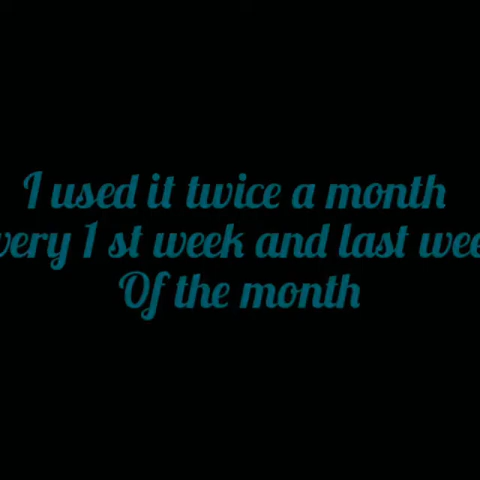 I used it twice a month
very 1 st week and last wee
Of the month